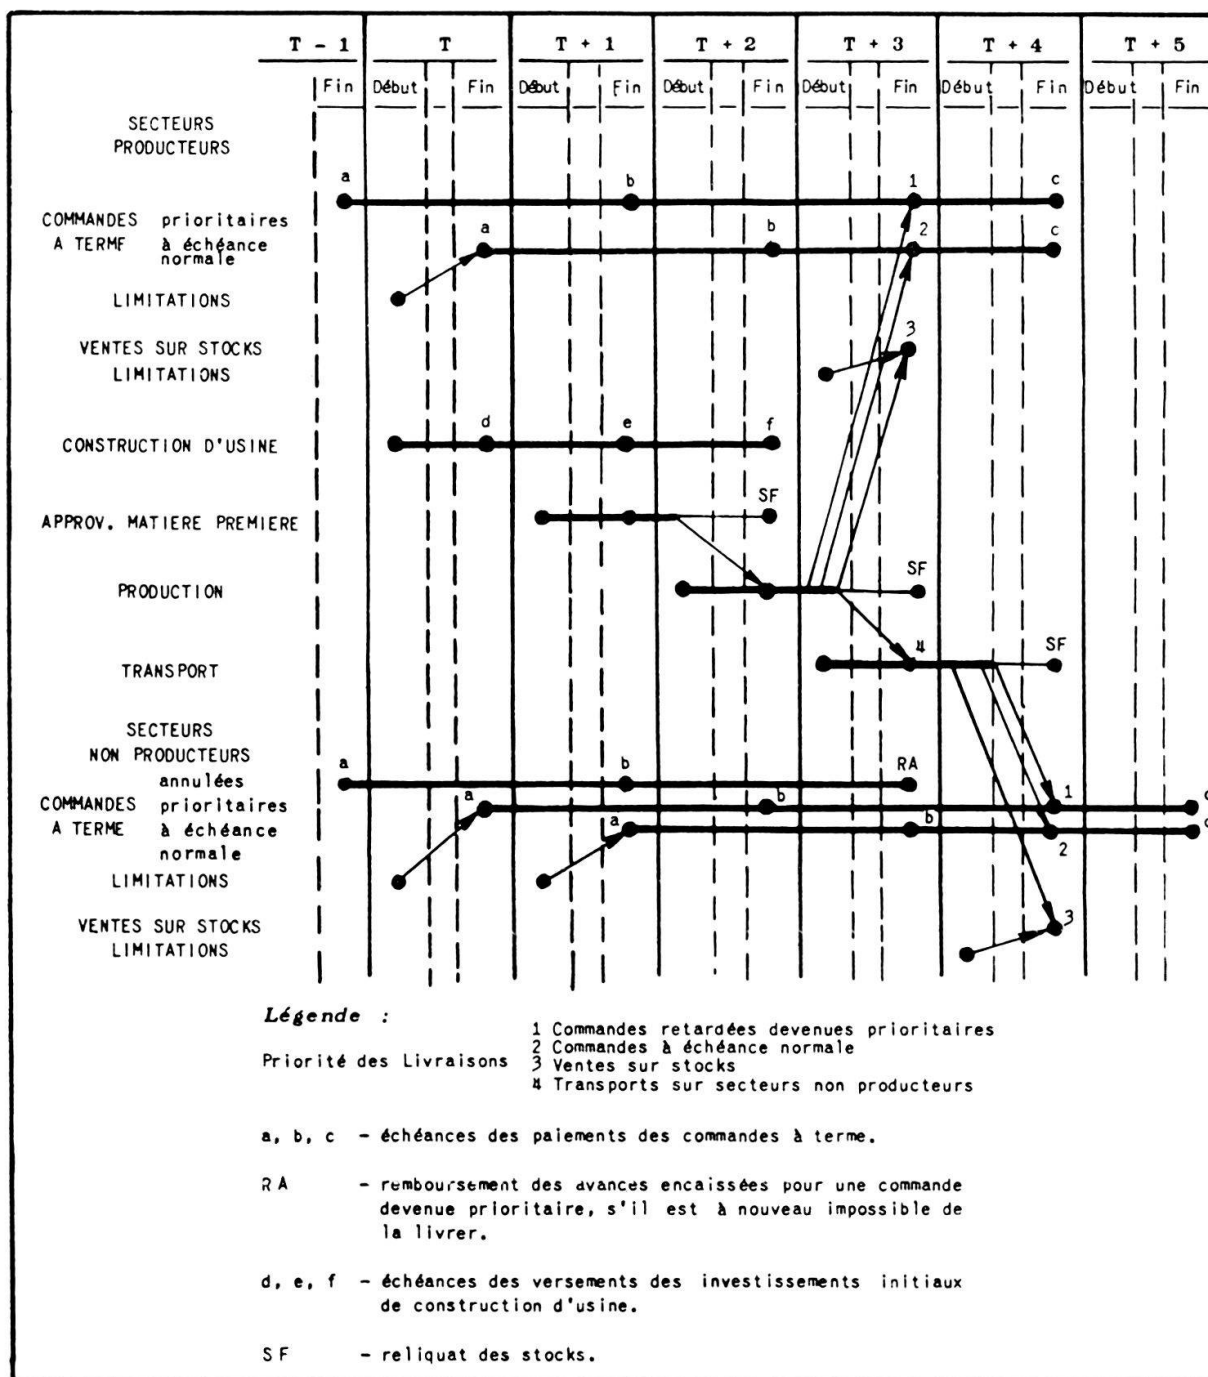 T - 1 T T + 1 T + 2 T + 3 T + 4 T + 5
Fin Début Fin Début Fin Début Fin Début Fin Début Fin Début Fin
SECTEURS
PRODUCTEURS
a b 1 c
COMMANDES prioritaires
a b 2 c
A TERME à échéance
normale
LIMITATIONS
3
VENTES SUR STOCKS
LIMITATIONS
d e f
CONSTRUCTION D'USINE
SF
APPROV. MATIERE PREMIERE
SF
PRODUCTION
4 SF
TRANSPORT
SECTEURS
NON PRODUCTEURS
a b RA
annulées
COMMANDES prioritaires
a b 1 c
A TERME à échéance
a b 2 c
normale
LIMITATIONS
3
VENTES SUR STOCKS
LIMITATIONS
Légende :
Priorité des Livraisons
1 Commandes retardées devenues prioritaires
2 Commandes à échéance normale
3 Ventes sur stocks
4 Transports sur secteurs non producteurs
a, b, c - échéances des paiements des commandes à terme.
RA - remboursement des avances encaissées pour une commande
devenue prioritaire, s'il est à nouveau impossible de
la livrer.
d, e, f - échéances des versements des investissements initiaux
de construction d'usine.
SF - reliquat des stocks.